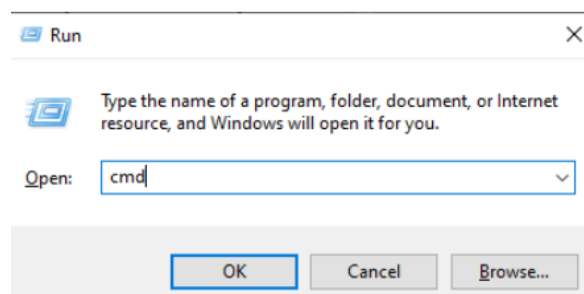 Run
Type the name of a program, folder, document, or Internet
resource, and Windows will open it for you.
Open: cmd
OK Cancel Browse...